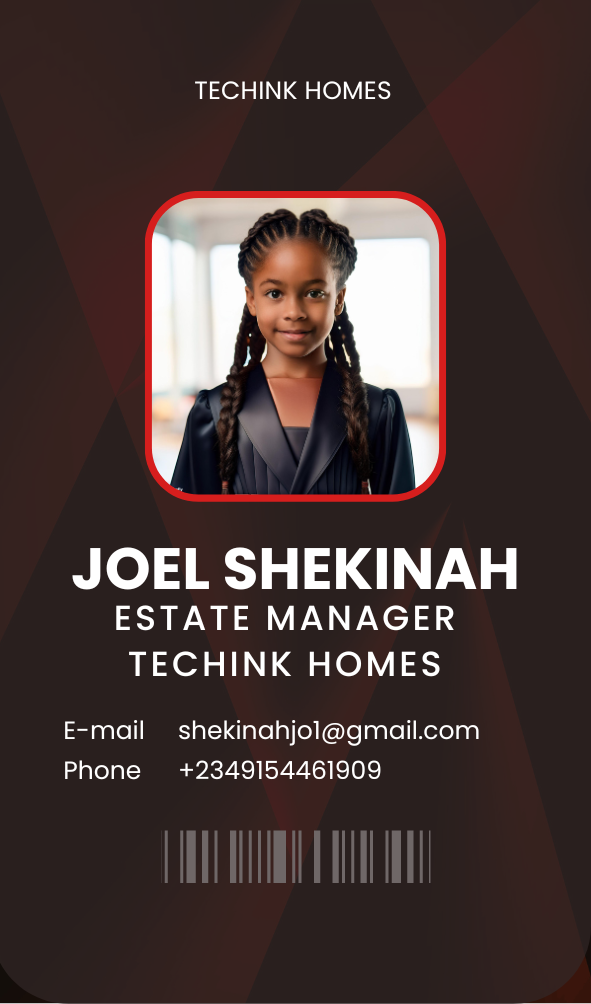 TECHINK HOMES
JOEL SHEKINAH
ESTATE MANAGER
TECHINK HOMES
E-mail shekinahjo1@gmail.com
Phone +2349154461909